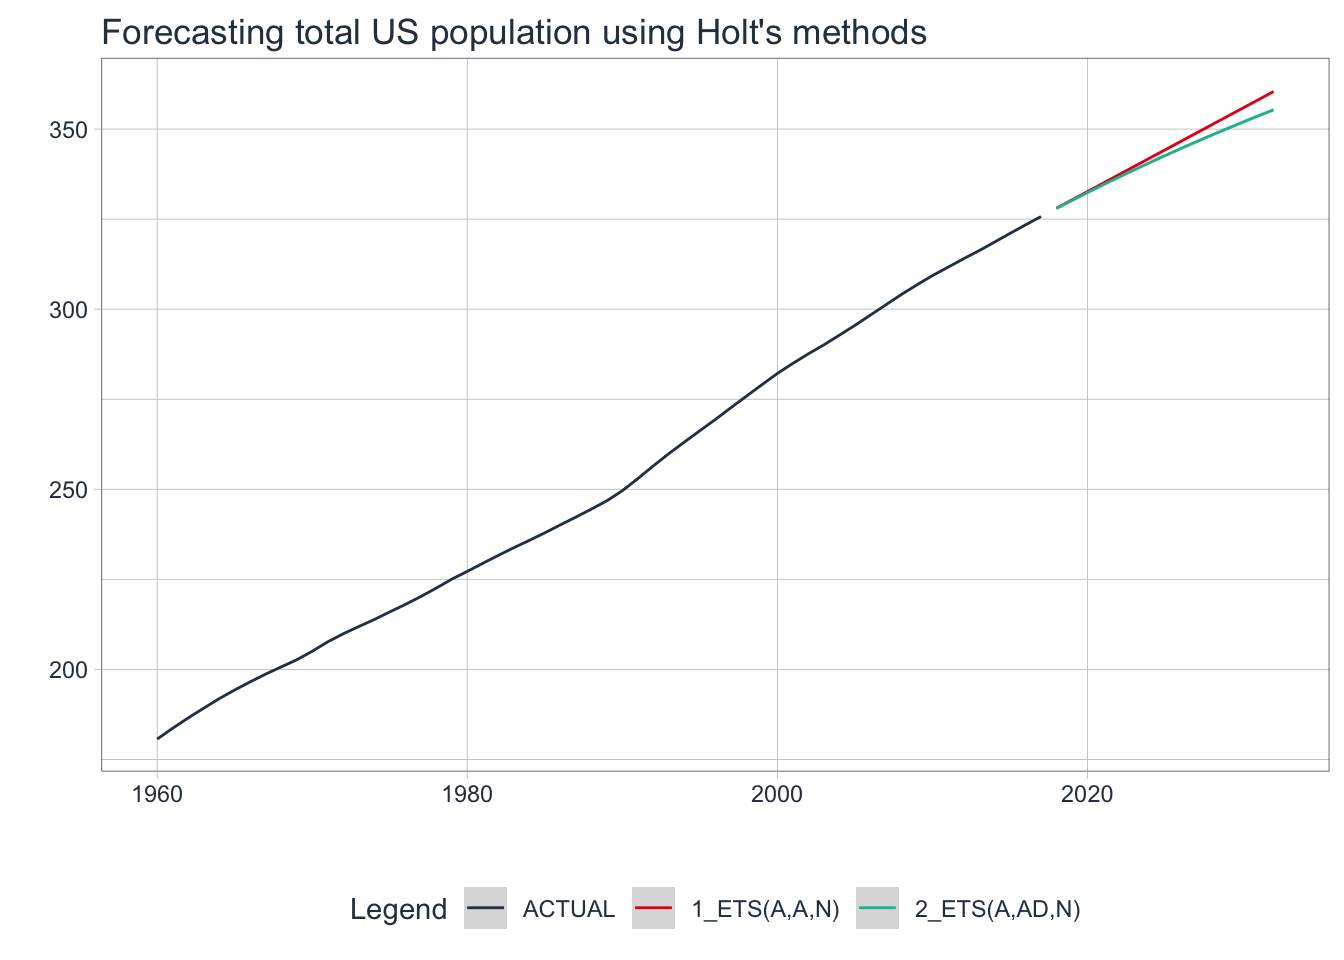 Forecasting total US population using Holt's methods
350
300
250
200
1960 1980 2000 2020
Legend ACTUAL 1_ETS(A,A,N) 2_ETS(A,AD,N)